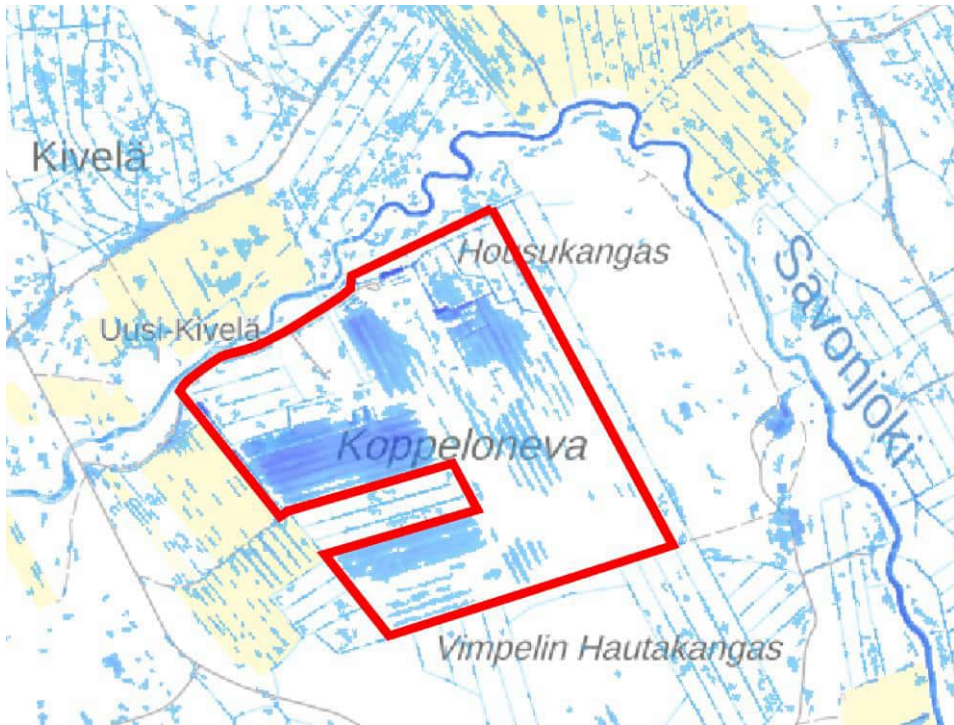 Kivelä
Housukangas
Savonjoki
Uusi-Kivelä
Koppeloneva
Vimpelin Hautakangas